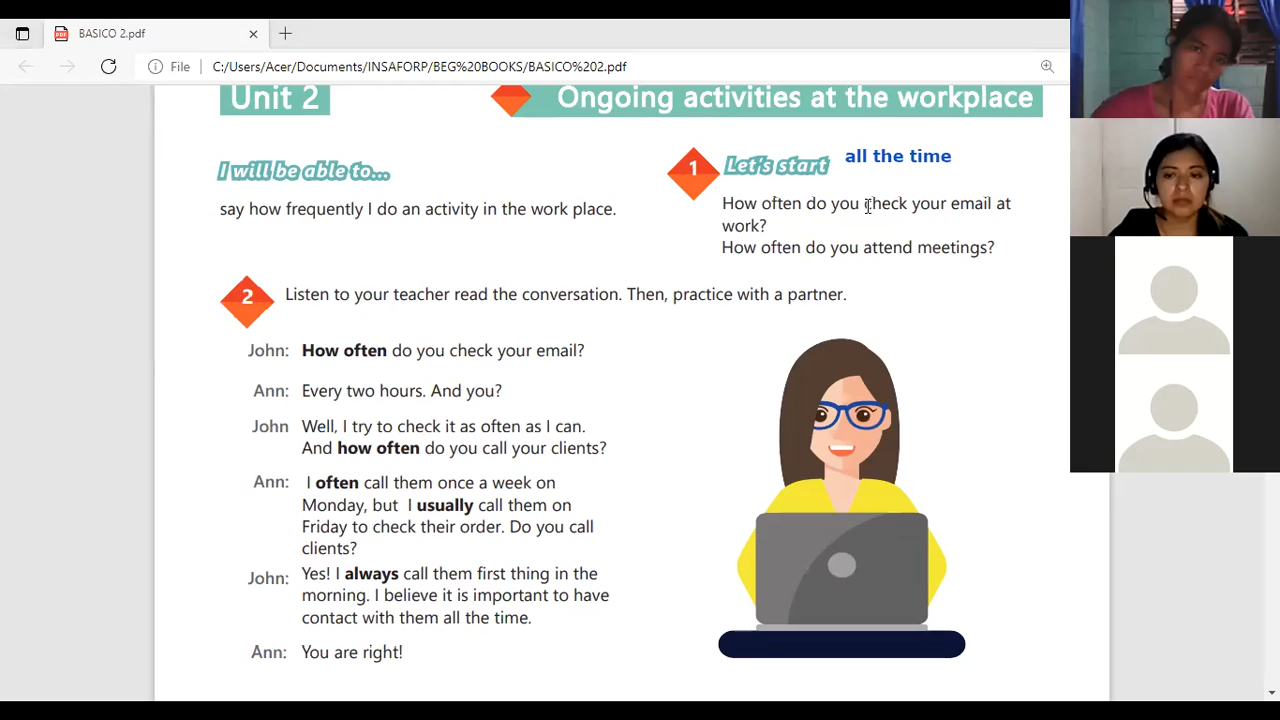 BASICO 2.pdf
File C:/Users/Acer/Documents/INSAFORP/BEG%20BOOKS/BASICO%202.pdf
Unit 2
Ongoing activities at the workplace
I will be able to...
say how frequently I do an activity in the work place.
1 Let's start all the time
How often do you check your email at
work?
How often do you attend meetings?
2 Listen to your teacher read the conversation. Then, practice with a partner.
John: How often do you check your email?
Ann: Every two hours. And you?
John Well, I try to check it as often as I can.
And how often do you call your clients?
Ann: I often call them once a week on
Monday, but I usually call them on
Friday to check their order. Do you call
clients?
John: Yes! I always call them first thing in the
morning. I believe it is important to have
contact with them all the time.
Ann: You are right!